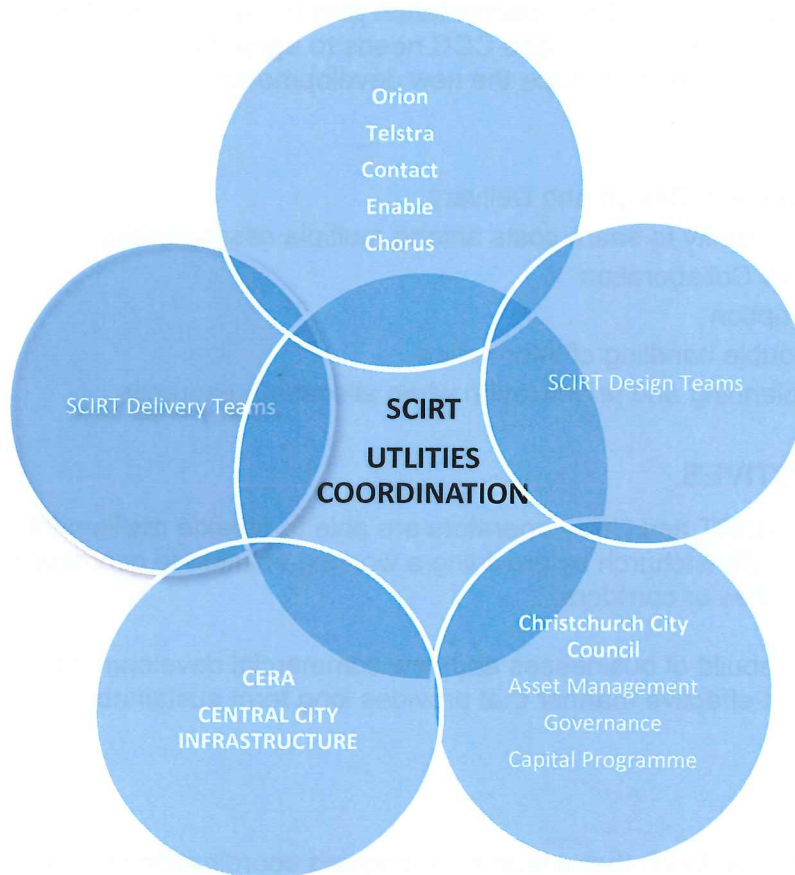 Orion
Telstra
Contact
Enable
Chorus
SCIRT Delivery Teams
SCIRT
UTLITIES
COORDINATION
SCIRT Design Teams
CERA
CENTRAL CITY
INFRASTRUCTURE
Christchurch City
Council
Asset Management
Governance
Capital Programme